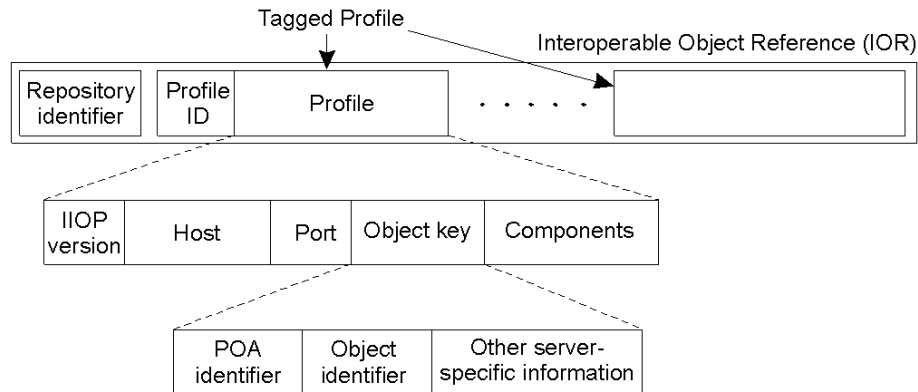 Tagged Profile
Interoperable Object Reference (IOR)
Repository
identifier
Profile
ID
Profile
. . . . .
IIOP
version
Host
Port
Object key
Components
POA
identifier
Object
identifier
Other server-
specific information